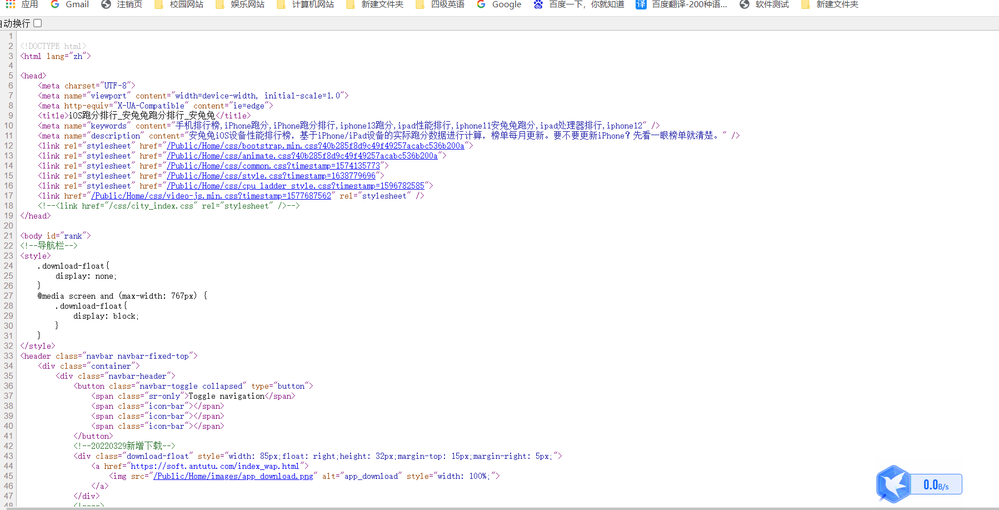 应用 Gmail 注销页 校园网站 娱乐网站 计算机网站 新建文件夹 四级英语 Google 百度一下，你就知道 百度翻译-200种语... 软件测试 新建文件夹
自动换行
1
2 <!DOCTYPE html>
3 <html lang="zh">
4
5 <head>
6 <meta charset="UTF-8">
7 <meta name="viewport" content="width=device-width, initial-scale=1.0">
8 <meta http-equiv="X-UA-Compatible" content="ie=edge">
9 <title>iOS跑分排行_安兔兔跑分排行_安兔兔</title>
10 <meta name="keywords" content="手机排行榜,iPhone跑分,iPhone跑分排行,iphone13跑分,ipad性能排行,iphone11安兔兔跑分,ipad处理器排行,iphone12" />
11 <meta name="description" content="安兔兔iOS设备性能排行榜，基于iPhone/iPad设备的实际跑分数据进行计算，榜单每月更新。要不要更新iPhone？先看一眼榜单就清楚。" />
12 <link rel="stylesheet" href="/Public/Home/css/bootstrap.min.css?40b285f8d9c49f49257acabc536b200a">
13 <link rel="stylesheet" href="/Public/Home/css/animate.css?40b285f8d9c49f49257acabc536b200a">
14 <link rel="stylesheet" href="/Public/Home/css/common.css?timestamp=1574135773">
15 <link rel="stylesheet" href="/Public/Home/css/style.css?timestamp=1638779696">
16 <link rel="stylesheet" href="/Public/Home/css/cpu_ladder_style.css?timestamp=1596782585">
17 <link href="/Public/Home/css/video-js.min.css?timestamp=1577687562" rel="stylesheet" />
18 <!--<link href="/css/city_index.css" rel="stylesheet" />-->
19 </head>
20
21 <body id="rank">
22 <!--导航栏-->
23 <style>
24 .download-float{
25 display: none;
26 }
27 @media screen and (max-width: 767px) {
28 .download-float{
29 display: block;
30 }
31 }
32 </style>
33 <header class="navbar navbar-fixed-top">
34 <div class="container">
35 <div class="navbar-header">
36 <button class="navbar-toggle collapsed" type="button">
37 <span class="sr-only">Toggle navigation</span>
38 <span class="icon-bar"></span>
39 <span class="icon-bar"></span>
40 <span class="icon-bar"></span>
41 </button>
42 <!--20220329新增下载-->
43 <div class="download-float" style="width: 85px;float: right;height: 32px;margin-top: 15px;margin-right: 5px;">
44 <a href="https://soft.antutu.com/index_wap.html">
45 <img src="/Public/Home/images/app_download.png" alt="app_download" style="width: 100%;">
46 </a>
47 </div>
48 <!---->
0.0B/s